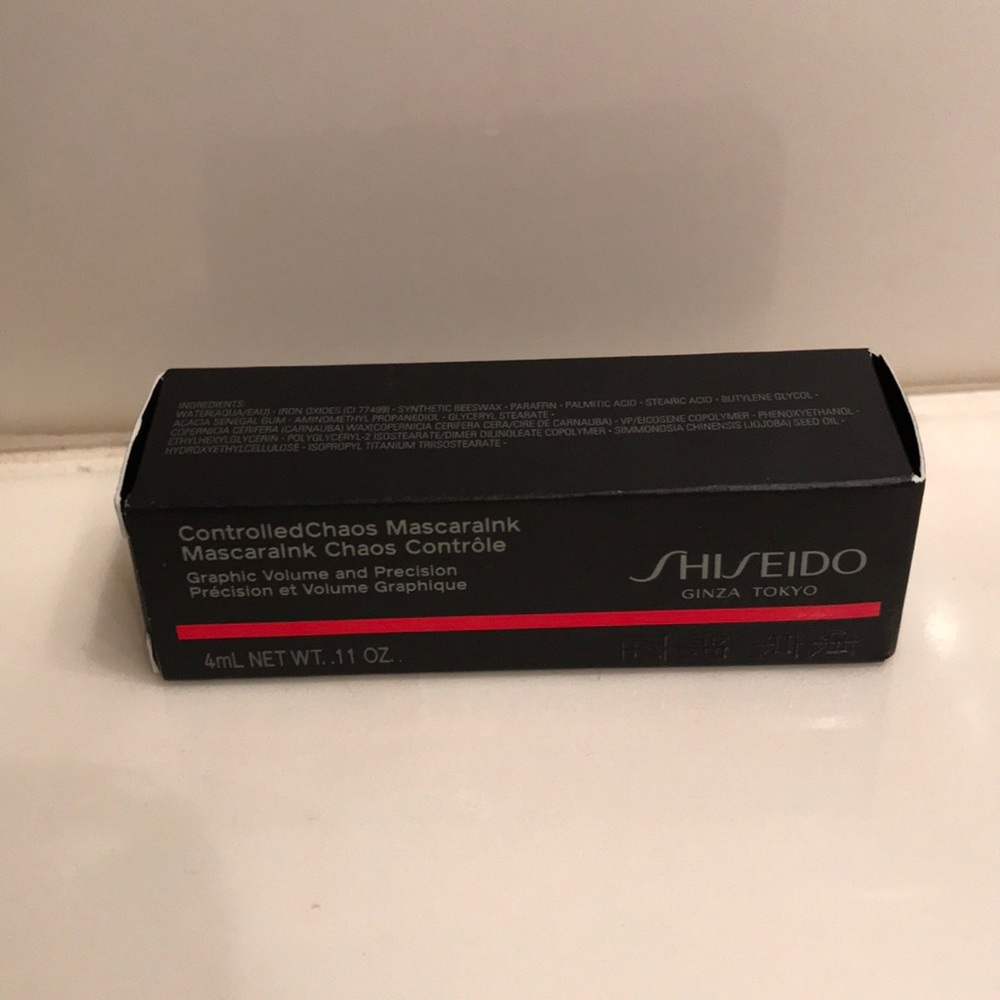 INGREDIENTS:
WATER(AQUA/EAU) · IRON OXIDES (CI 77499) · SYNTHETIC BEESWAX · PARAFFIN · PALMITIC ACID · STEARIC ACID · BUTYLENE GLYCOL ·
ACACIA SENEGAL GUM · AMINOMETHYL PROPANEDIOL · GLYCERYL STEARATE ·
COPERNICIA CERIFERA (CARNAUBA) WAX(COPERNICIA CERIFERA CERA/CIRE DE CARNAUBA) · VP/EICOSENE COPOLYMER · PHENOXYETHANOL ·
ETHYLHEXYLGLYCERIN · POLYGLYCERYL-2 ISOSTEARATE/DIMER DILINOLEATE COPOLYMER · SIMMONDSIA CHINENSIS (JOJOBA) SEED OIL ·
HYDROXYETHYLCELLULOSE · ISOPROPYL TITANIUM TRIISOSTEARATE ·
ControlledChaos MascaraInk
MascaraInk Chaos Contrôle
Graphic Volume and Precision
Précision et Volume Graphique
SHISEIDO
GINZA TOKYO
4mL NET WT. .11 OZ.